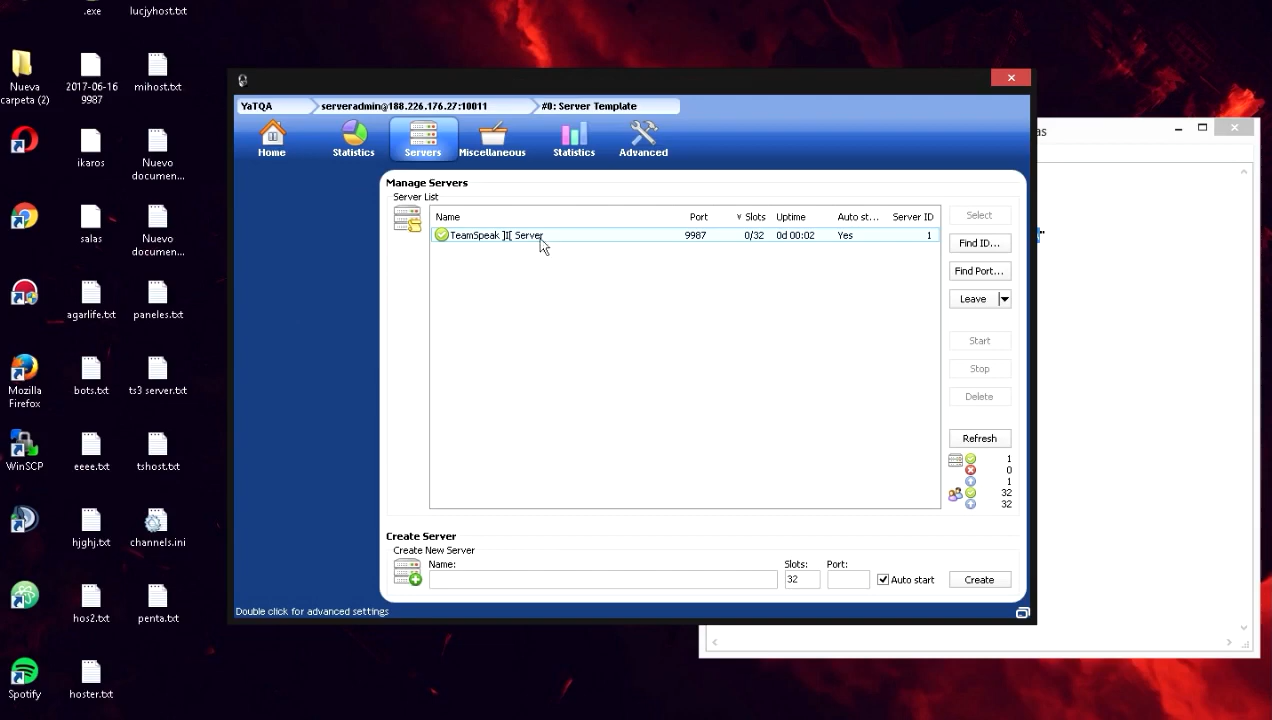 .exe
lucjyhost.txt
Nueva
carpeta (2)
2017-06-16
9987
mihost.txt
ikaros
Nuevo
documen...
salas
Nuevo
documen...
agarlife.txt
paneles.txt
Mozilla
Firefox
bots.txt
ts3 server.txt
WinSCP
eeee.txt
tshost.txt
hjghj.txt
channels.ini
hos2.txt
penta.txt
Spotify
hoster.txt
YaTQA
serveradmin@188.226.176.27:10011
#0: Server Template
Home
Statistics
Servers
Miscellaneous
Statistics
Advanced
as
Manage Servers
Server List
Name Port Slots Uptime Auto st... Server ID
TeamSpeak ]I[ Server 9987 0/32 0d 00:02 Yes 1
Select
Find ID...
Find Port...
Leave
Start
Stop
Delete
Refresh
1
0
1
32
32
Create Server
Create New Server
Name: Slots: Port:
32 Auto start Create
Double click for advanced settings
"